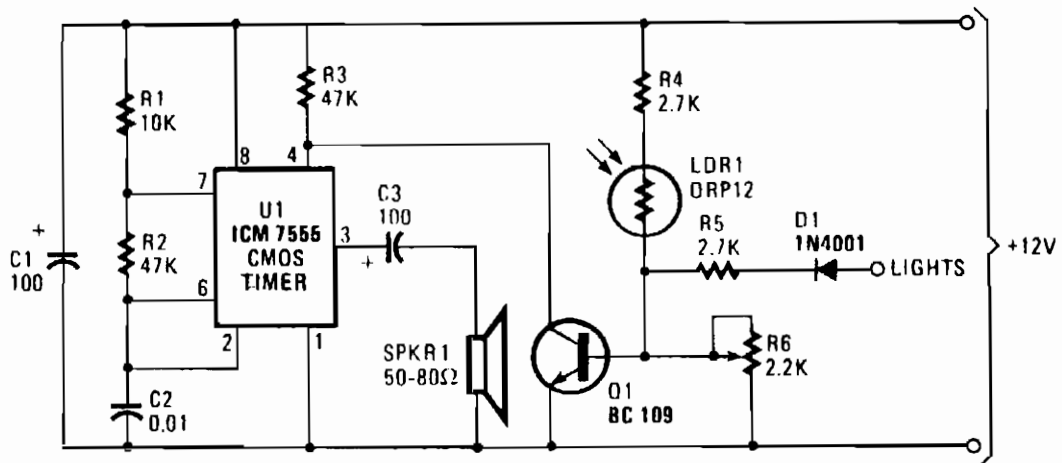 R1
10K
R3
47K
R4
2.7K
8
4
7
LDR1
ORP12
U1
ICM 7555
CMOS
TIMER
C3
100
+
3
R5
2.7K
D1
1N4001
LIGHTS
+12V
+
C1
100
R2
47K
6
2
1
SPKR1
50-80Ω
R6
2.2K
C2
0.01
Q1
BC 109